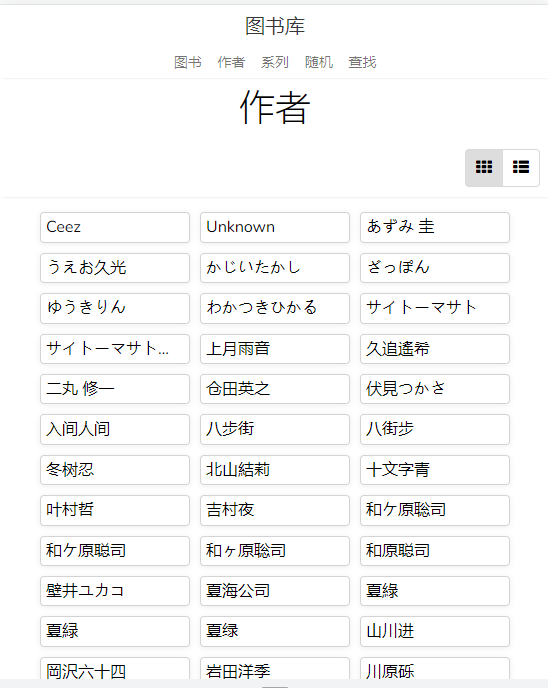 图书库
图书 作者 系列 随机 查找
作者
Ceez Unknown あずみ 圭
うえお久光 かじいたかし ざっぽん
ゆうきりん わかつきひかる サイトーマサト
サイトーマサト... 上月雨音 久追遙希
二丸 修一 仓田英之 伏見つかさ
入间人间 八步街 八街步
冬树忍 北山結莉 十文字青
叶村哲 吉村夜 和ケ原聡司
和ケ原聪司 和ヶ原聡司 和原聡司
壁井ユカコ 夏海公司 夏綠
夏緑 夏绿 山川进
岡沢六十四 岩田洋季 川原砾